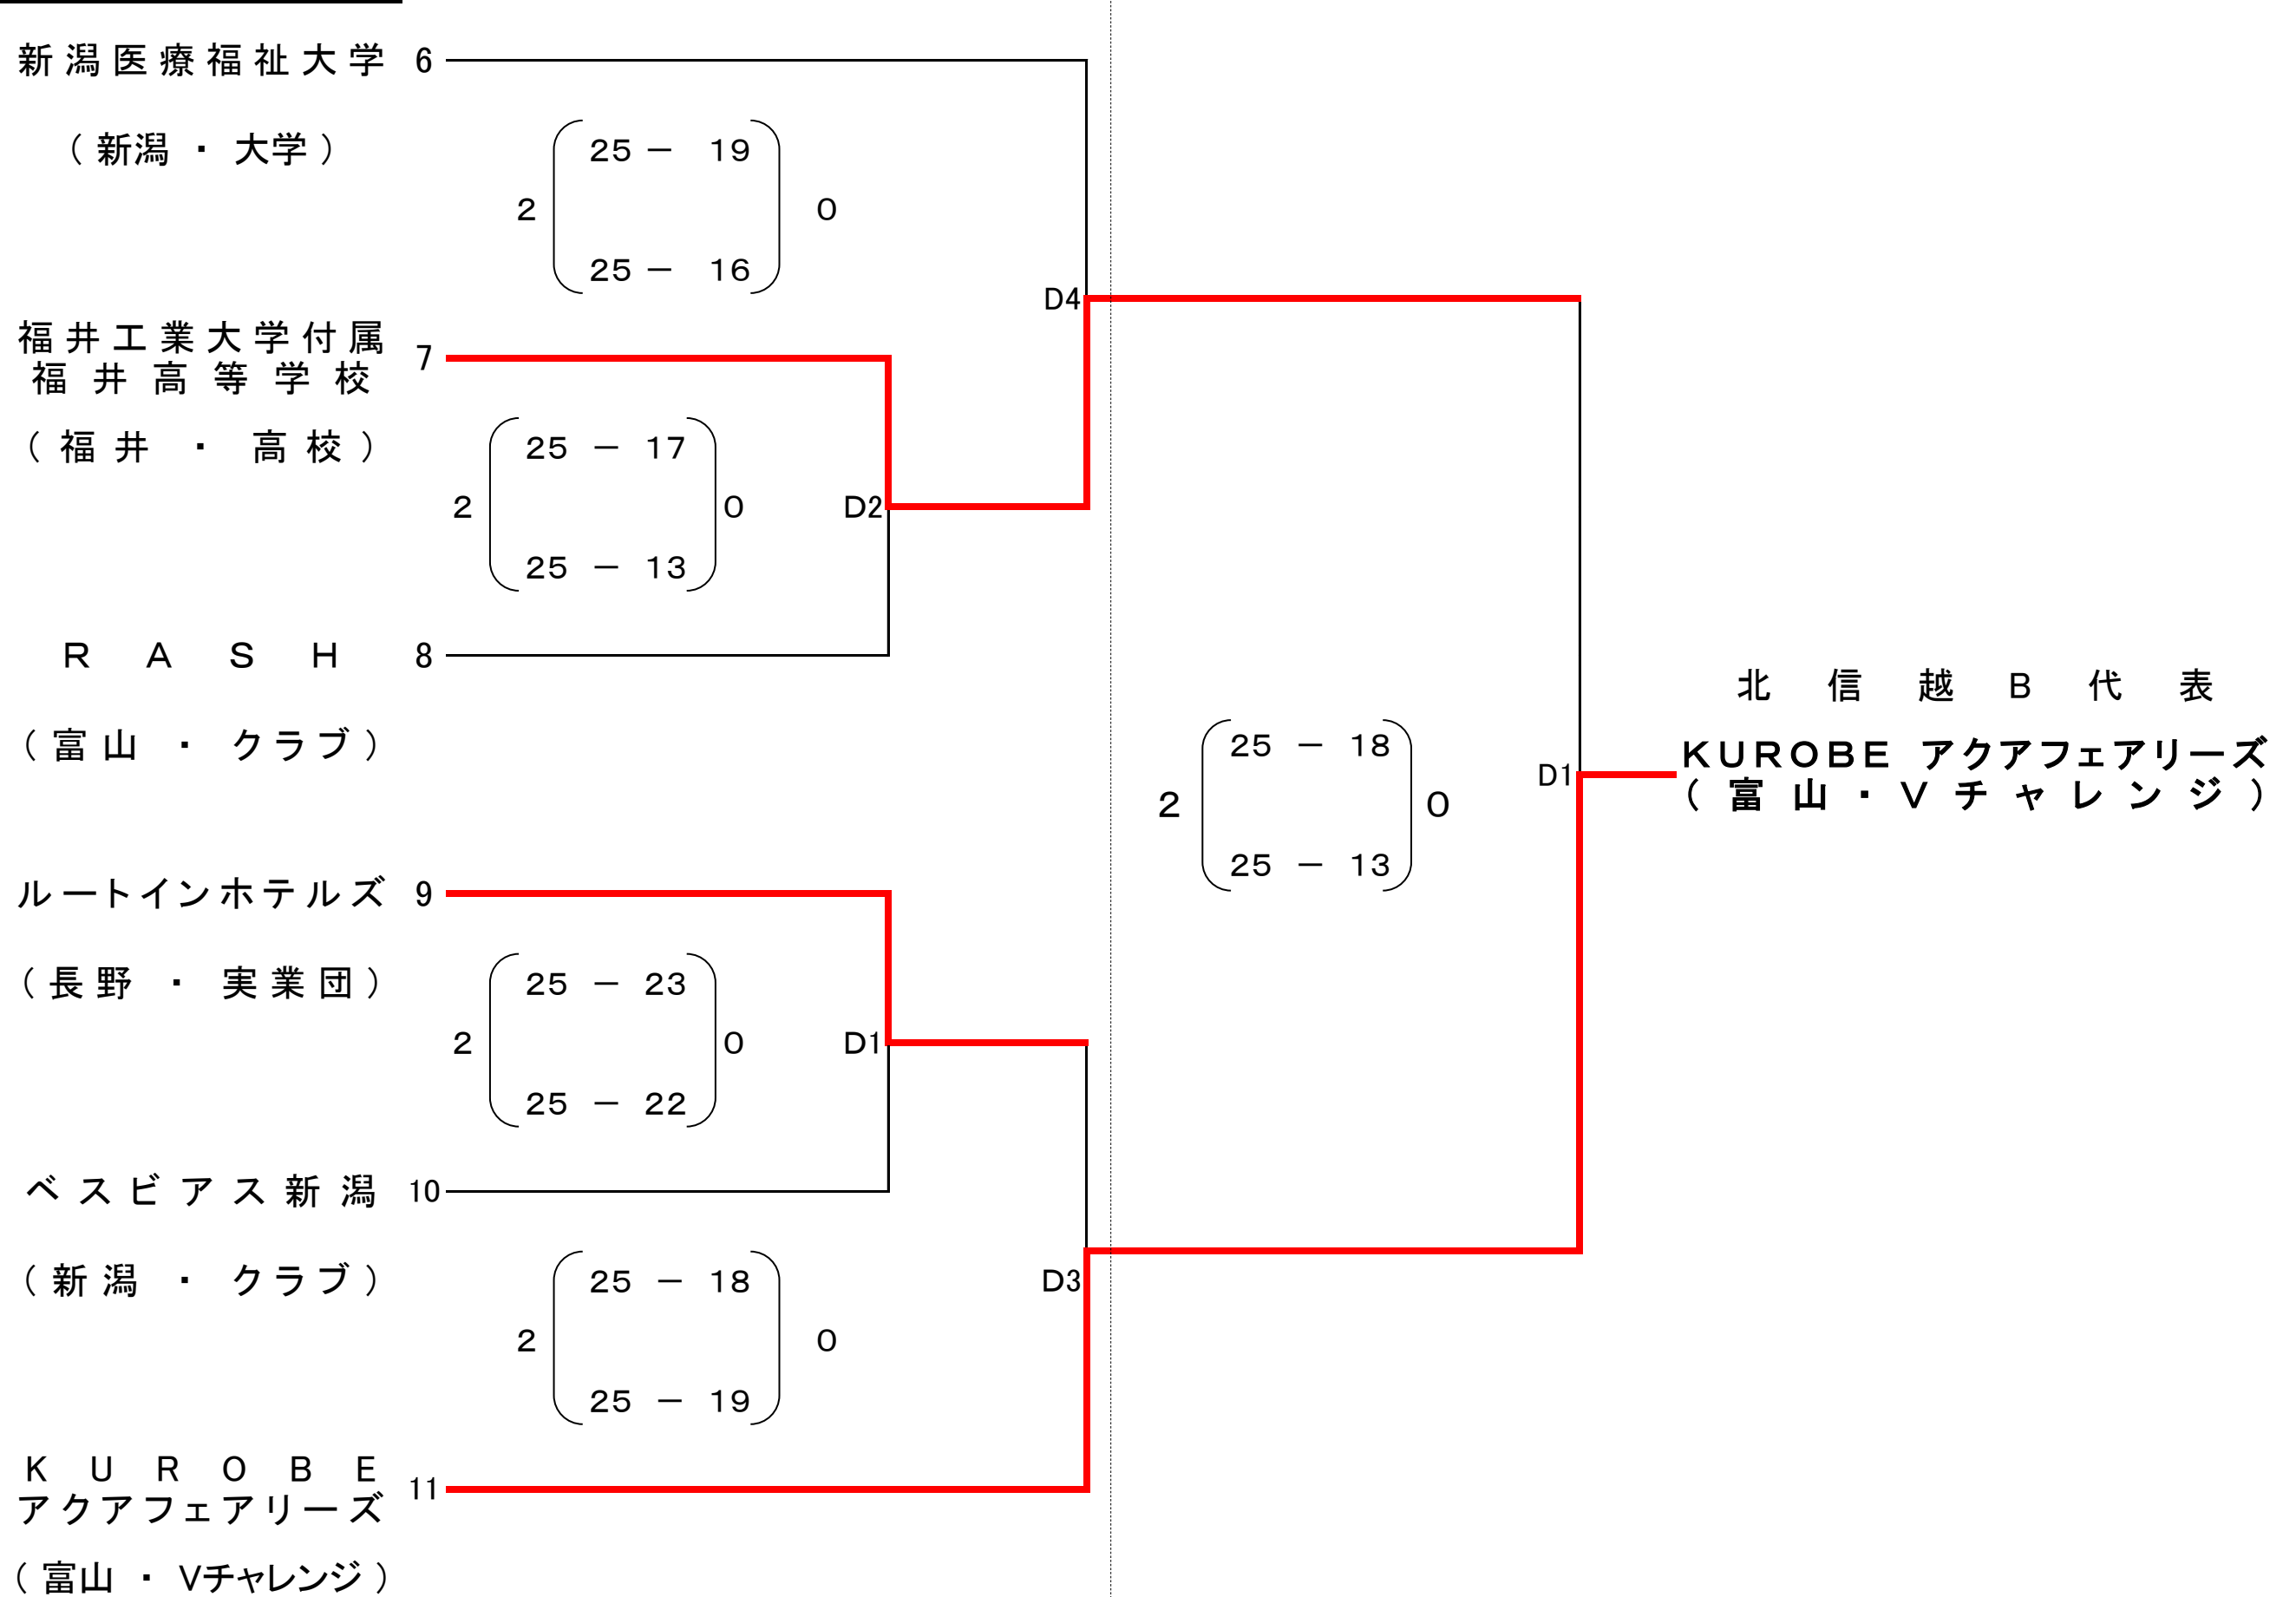 新潟医療福祉大学 6
（新潟・大学）
25 － 19
2 0
25 － 16
D4
福井工業大学付属
福井高等学校 7
（福井・高校）
25 － 17
2 0 D2
25 － 13
ＲＡＳＨ 8
（富山・クラブ）
北信越Ｂ代表
25 － 18
KUROBE アクアフェアリーズ
（富山・Ｖチャレンジ）
2 0 D1
25 － 13
ルートインホテルズ 9
（長野・実業団）
25 － 23
2 0 D1
25 － 22
ベスビアス新潟 10
（新潟・クラブ）
25 － 18
D3
2 0
25 － 19
ＫＵＲＯＢＥ
アクアフェアリーズ 11
（富山・Ｖチャレンジ）